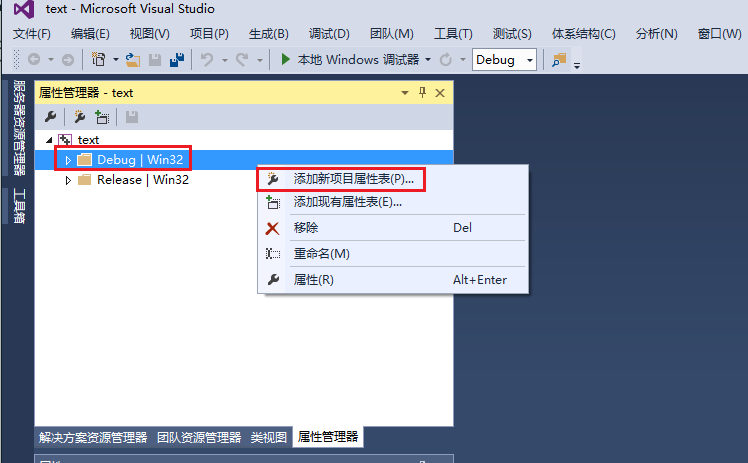 text - Microsoft Visual Studio
文件(F) 编辑(E) 视图(V) 项目(P) 生成(B) 调试(D) 团队(M) 工具(T) 测试(S) 体系结构(C) 分析(N) 窗口(W)
本地 Windows 调试器 Debug
服务器资源管理器
工具箱
属性管理器 - text
text
Debug | Win32
Release | Win32
添加新项目属性表(P)...
添加现有属性表(E)...
移除 Del
重命名(M)
属性(R) Alt+Enter
解决方案资源管理器 团队资源管理器 类视图 属性管理器